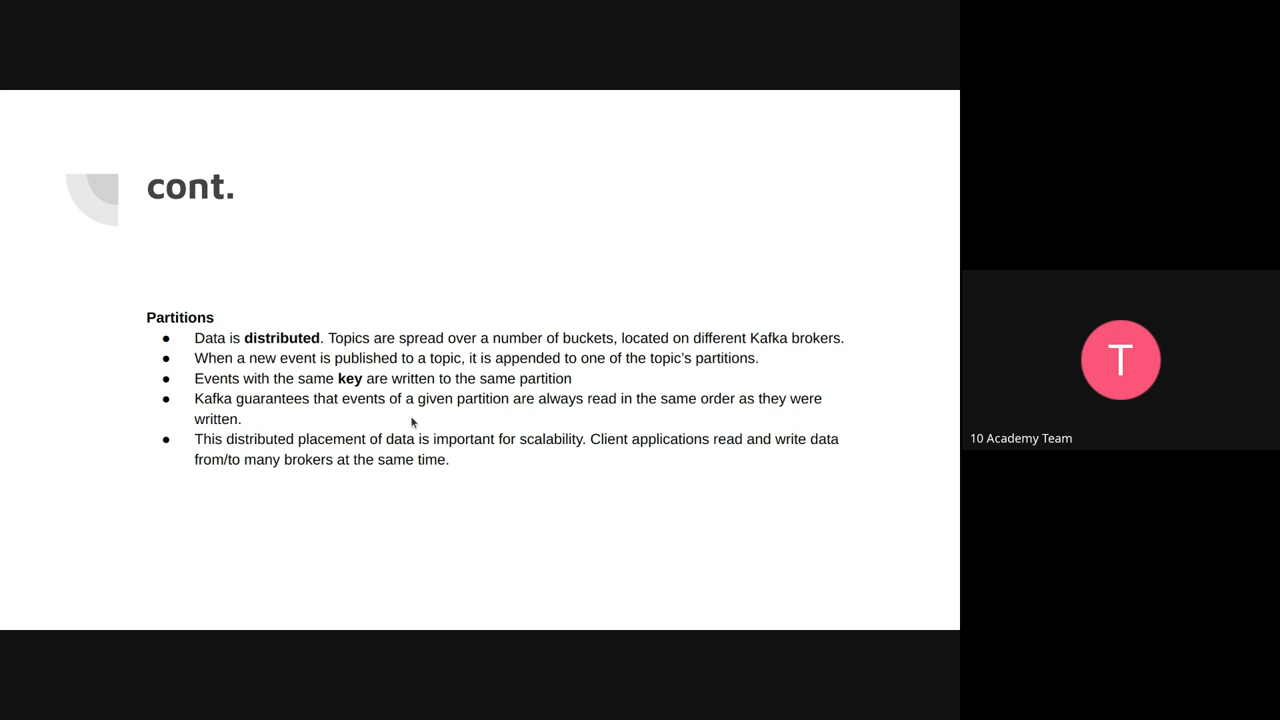 cont.
Partitions
● Data is distributed. Topics are spread over a number of buckets, located on different Kafka brokers.
● When a new event is published to a topic, it is appended to one of the topic’s partitions.
● Events with the same key are written to the same partition
● Kafka guarantees that events of a given partition are always read in the same order as they were
written.
● This distributed placement of data is important for scalability. Client applications read and write data
from/to many brokers at the same time.
T
10 Academy Team